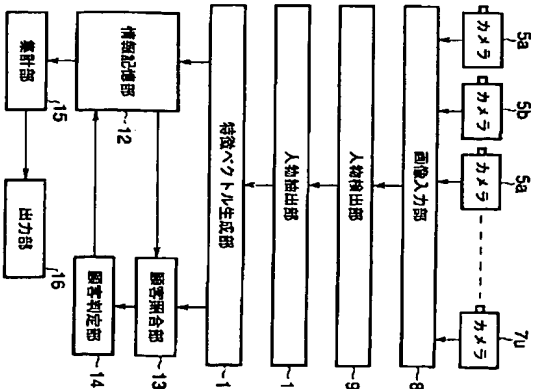 5a
カメラ
5b
カメラ
5a
カメラ
7u
カメラ
画像入力部
8
人物検出部
9
人物抽出部
1
特徴ベクトル生成部
1
情報記憶部
12
顧客照合部
13
顧客判定部
14
集計部
15
出力部
16